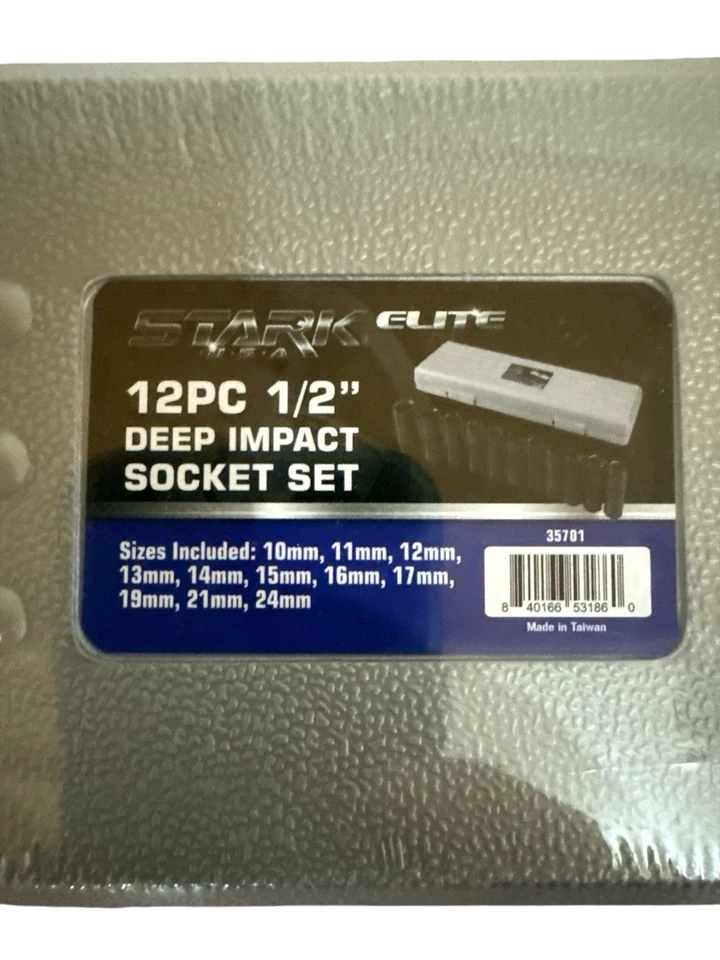 STARK ELITE
U.S.A
12PC 1/2”
DEEP IMPACT
SOCKET SET
Sizes Included: 10mm, 11mm, 12mm,
13mm, 14mm, 15mm, 16mm, 17mm,
19mm, 21mm, 24mm
35701
8 40166 53186 0
Made in Taiwan